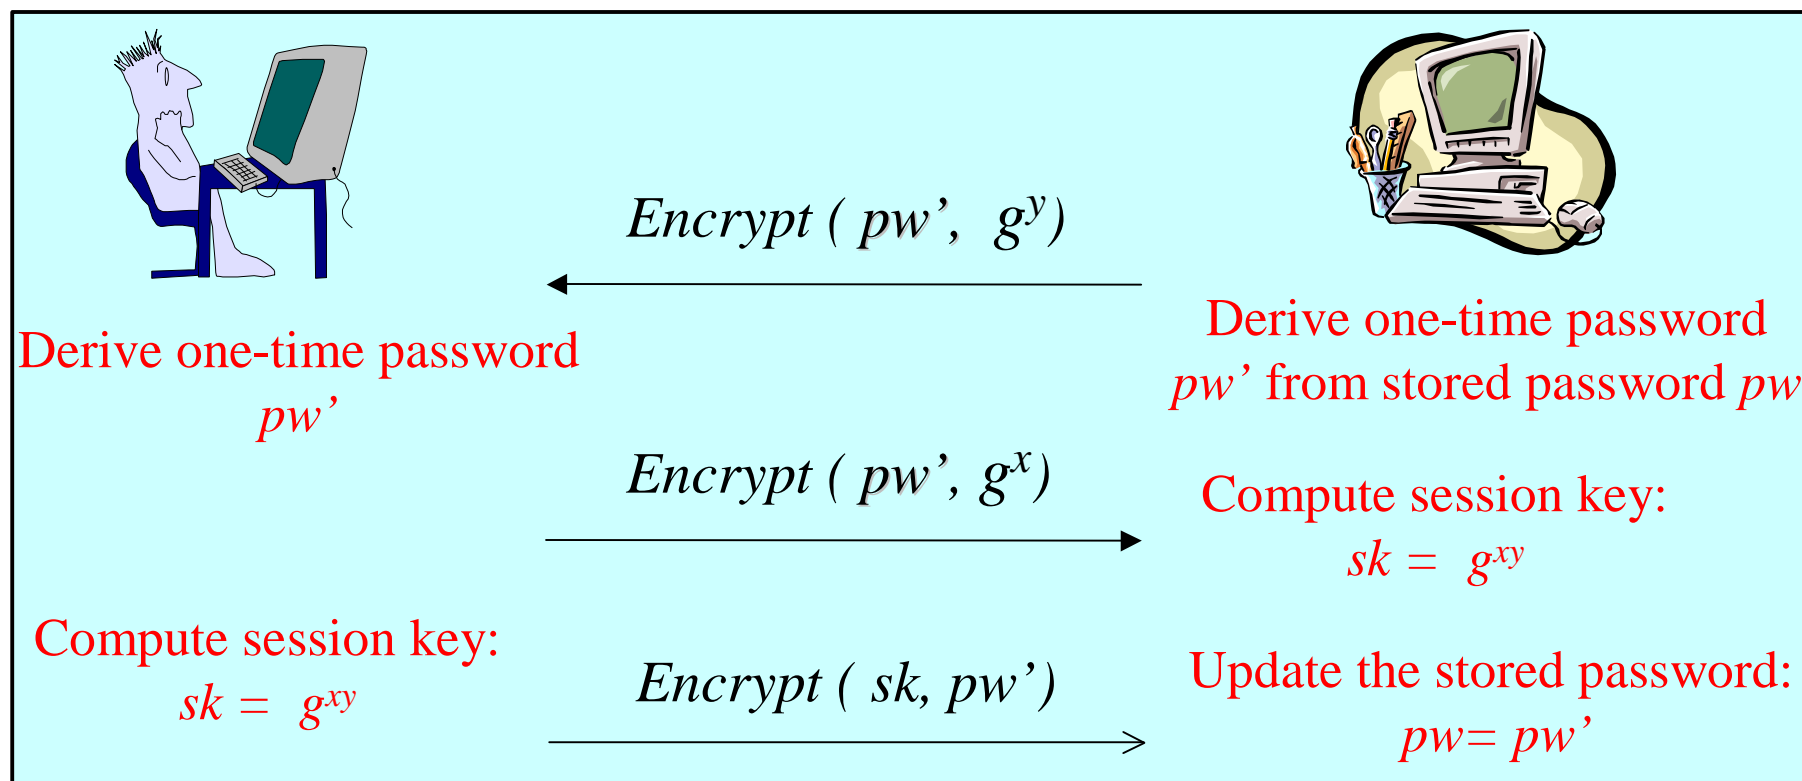 Encrypt ( pw’, g^y)
Derive one-time password
pw’
Derive one-time password
pw’ from stored password pw
Encrypt ( pw’, g^x)
Compute session key:
sk = g^xy
Compute session key:
sk = g^xy
Encrypt ( sk, pw’)
Update the stored password:
pw= pw’